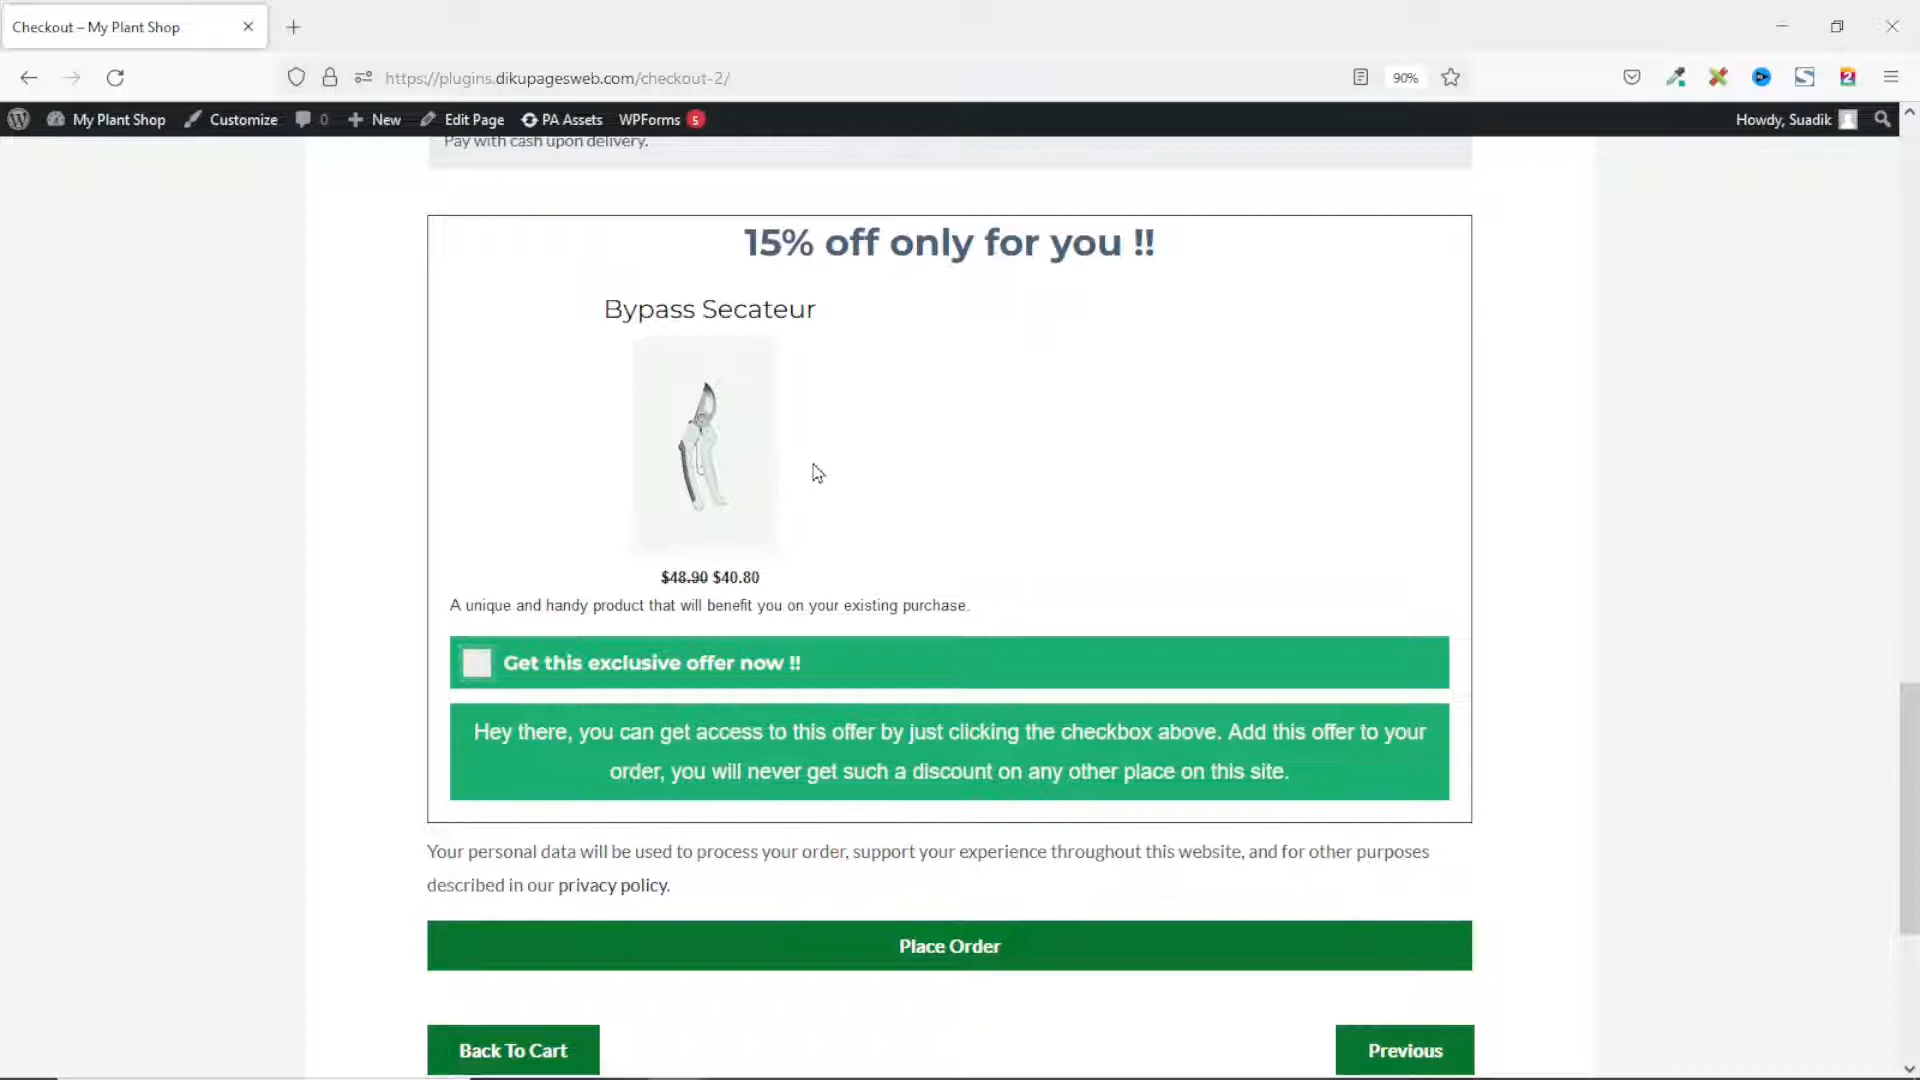 Checkout – My Plant Shop
https://plugins.dikupagesweb.com/checkout-2/
90%
2
My Plant Shop
Customize
0
New
Edit Page
PA Assets
WPForms
5
Howdy, Suadik
Pay with cash upon delivery.
15% off only for you !!
Bypass Secateur
$48.90 $40.80
A unique and handy product that will benefit you on your existing purchase.
Get this exclusive offer now !!
Hey there, you can get access to this offer by just clicking the checkbox above. Add this offer to your
order, you will never get such a discount on any other place on this site.
Your personal data will be used to process your order, support your experience throughout this website, and for other purposes
described in our privacy policy.
Place Order
Back To Cart
Previous